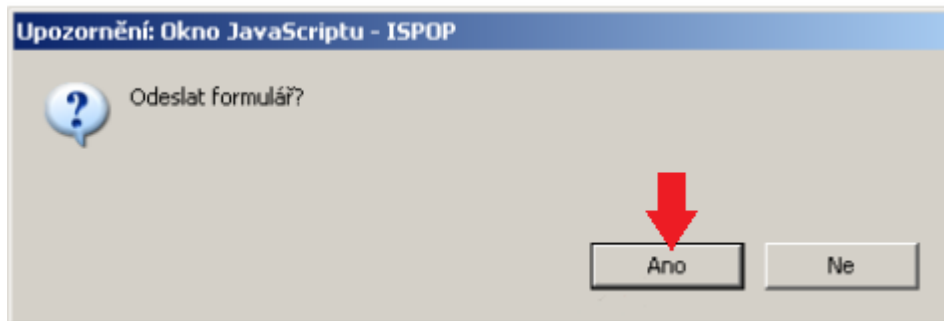 Upozornění: Okno JavaScriptu - ISPOP
Odeslat formulář?
Ano
Ne